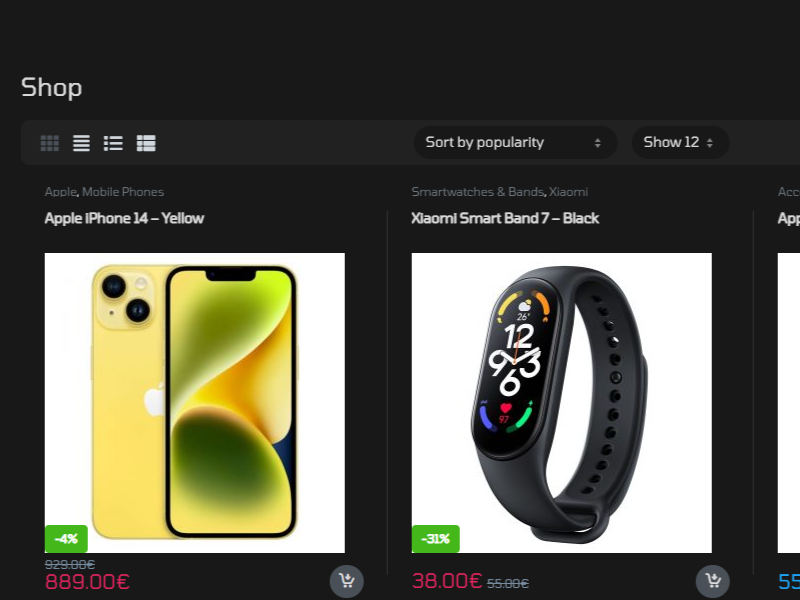 Shop
Sort by popularity
Show 12
Apple, Mobile Phones
Apple iPhone 14 – Yellow
-4%
929.00€
889.00€
Smartwatches & Bands, Xiaomi
Xiaomi Smart Band 7 – Black
26°
12
9 3
6
97
-31%
38.00€ 55.00€
Acc
App
55